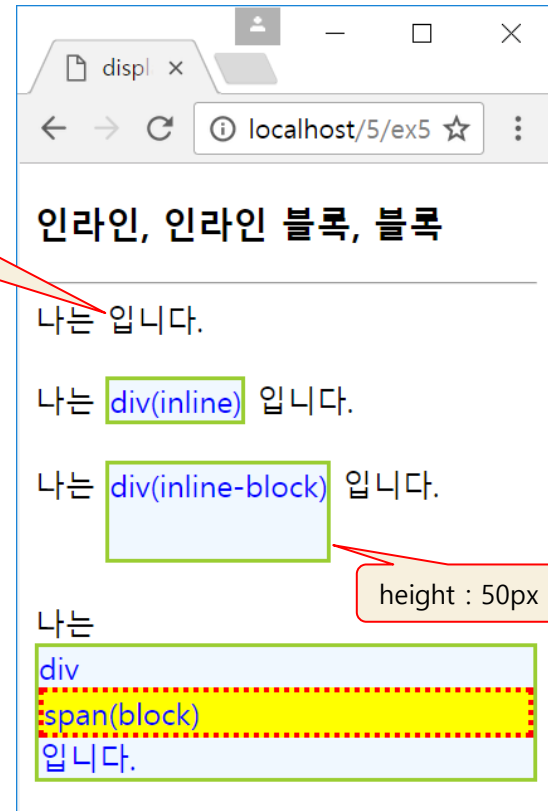 displ
localhost/5/ex5
인라인, 인라인 블록, 블록
나는 입니다.
나는 div(inline) 입니다.
나는 div(inline-block) 입니다.
height : 50px
나는
div
span(block)
입니다.